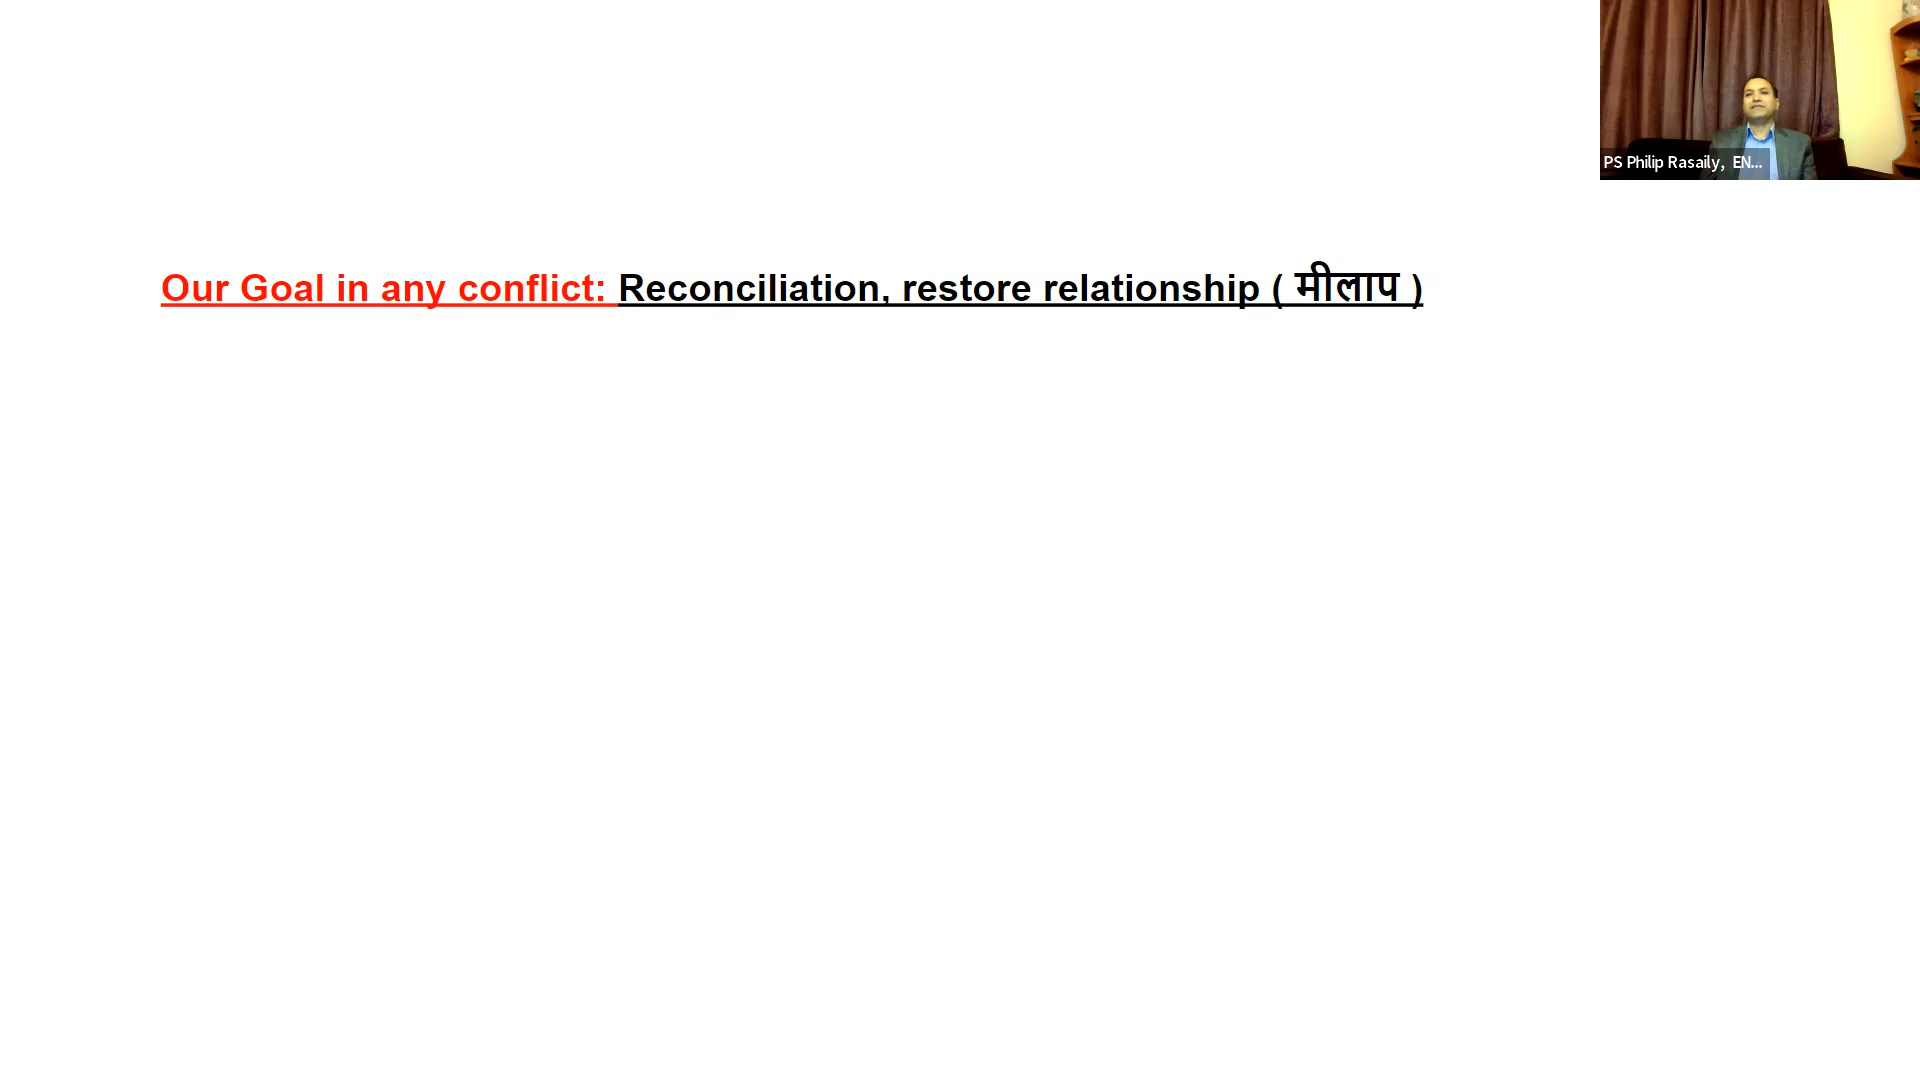 PS Philip Rasaily, EN...
Our Goal in any conflict: Reconciliation, restore relationship ( मीलाप )